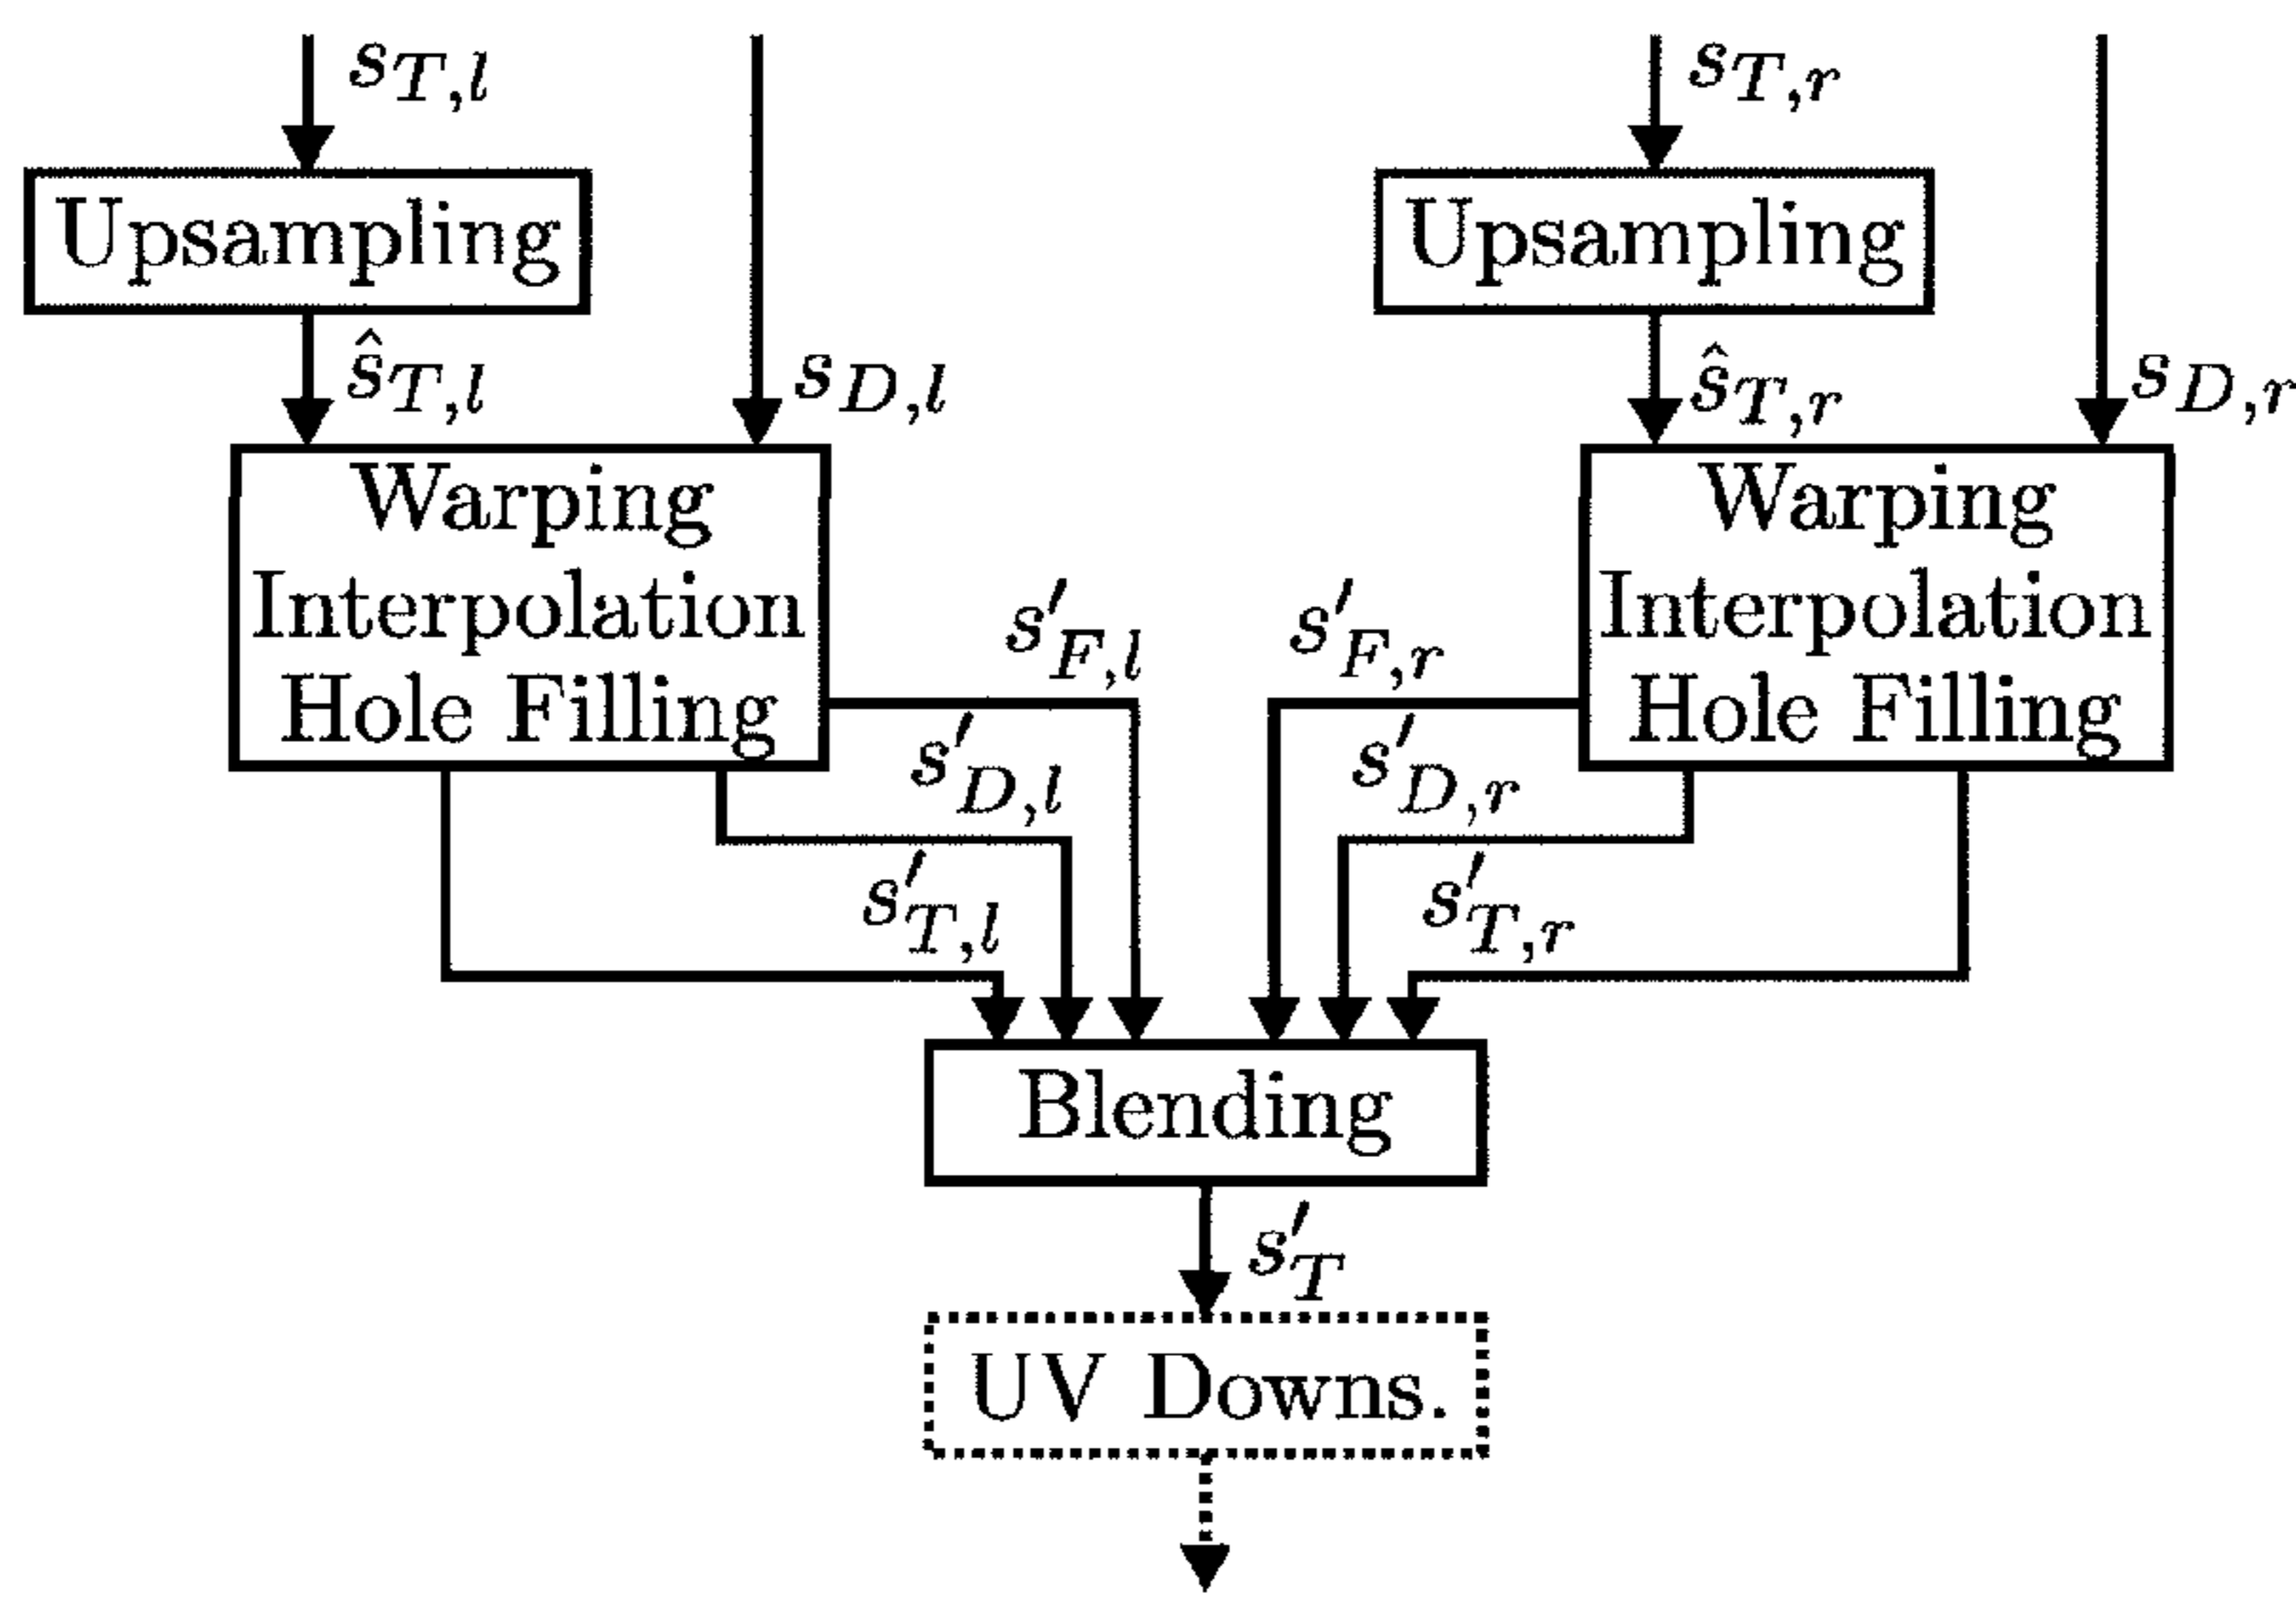 s_{T,l}
s_{T,r}
Upsampling
Upsampling
ŝ_{T,l}
s_{D,l}
ŝ_{T,r}
s_{D,r}
Warping
Interpolation
Hole Filling
Warping
Interpolation
Hole Filling
s'_{F,l}
s'_{F,r}
s'_{D,l}
s'_{D,r}
s'_{T,l}
s'_{T,r}
Blending
s'_T
UV Downs.